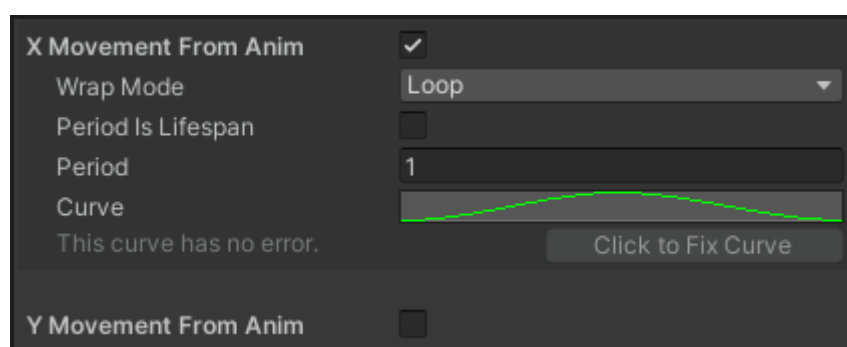 X Movement From Anim
Wrap Mode Loop
Period Is Lifespan
Period 1
Curve
This curve has no error. Click to Fix Curve
Y Movement From Anim